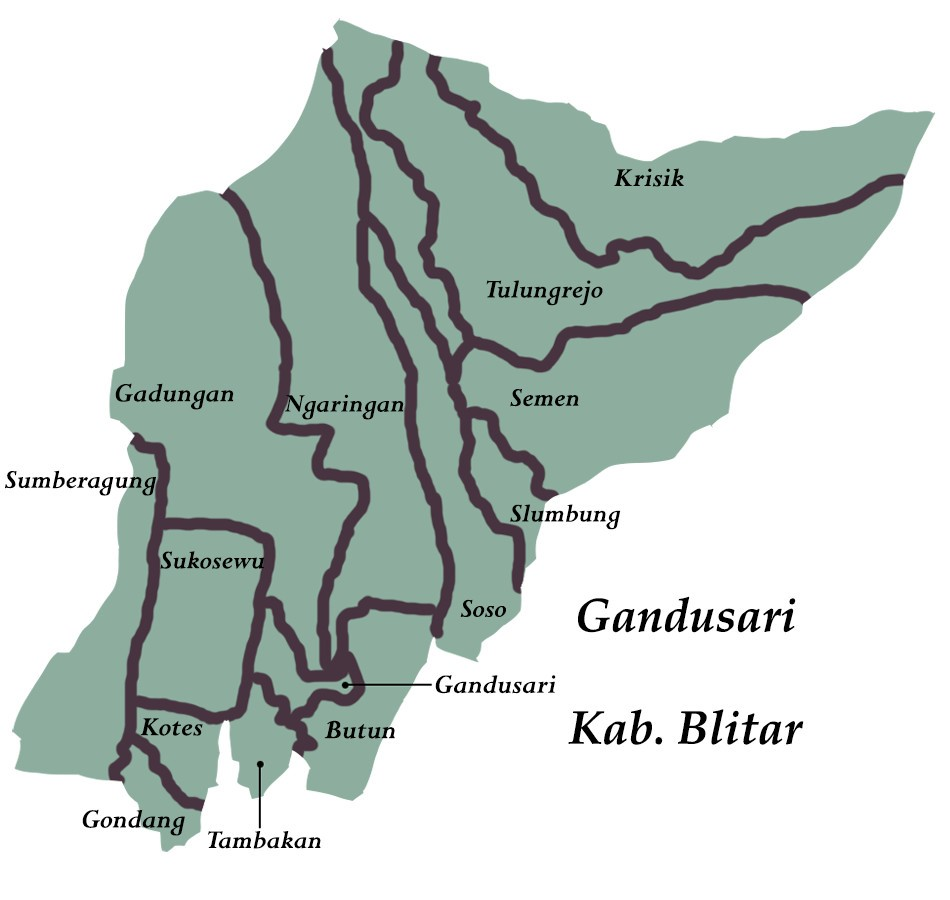 Krisik
Tulungrejo
Gadungan
Ngaringan
Semen
Sumberagung
Slumbung
Sukosewu
Soso
Gandusari
Gandusari
Kotes
Butun
Kab. Blitar
Gondang
Tambakan